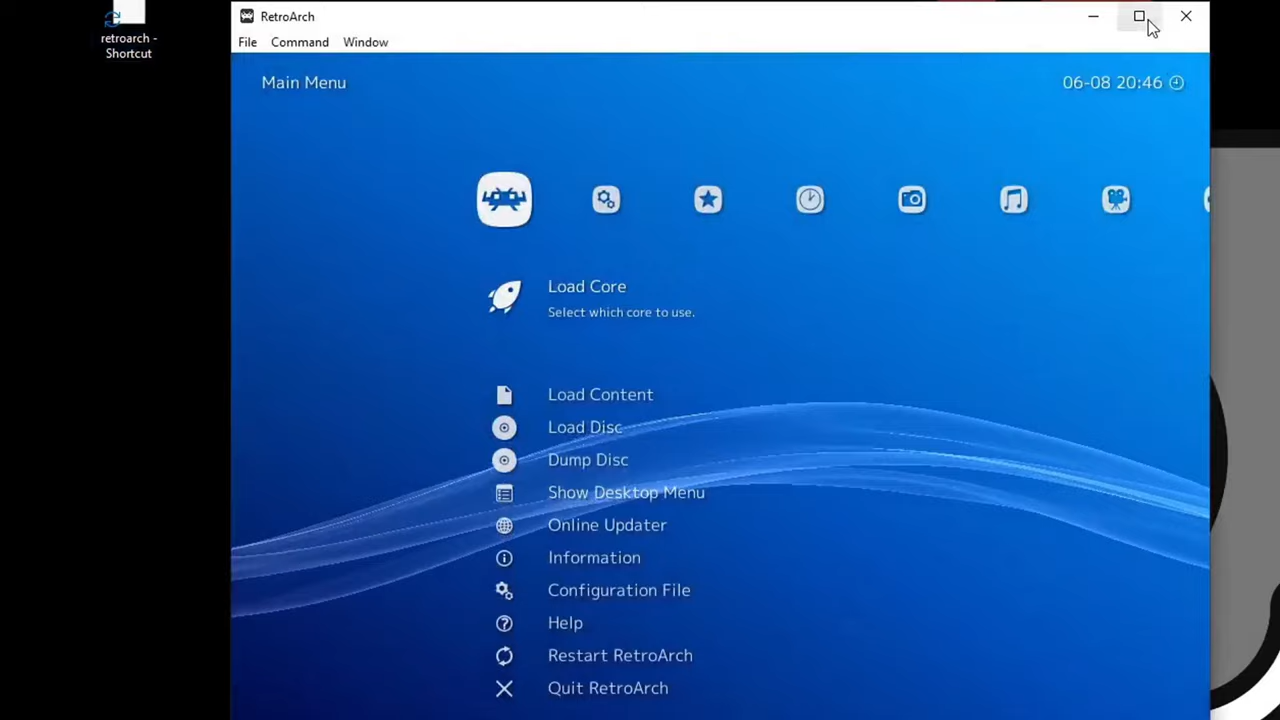 retroarch -
Shortcut
RetroArch
File Command Window
Main Menu
06-08 20:46
Load Core
Select which core to use.
Load Content
Load Disc
Dump Disc
Show Desktop Menu
Online Updater
Information
Configuration File
Help
Restart RetroArch
Quit RetroArch